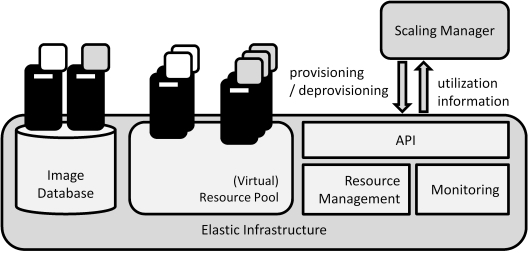 Scaling Manager
provisioning
/ deprovisioning
utilization
information
Image
Database
(Virtual)
Resource Pool
API
Resource
Management
Monitoring
Elastic Infrastructure